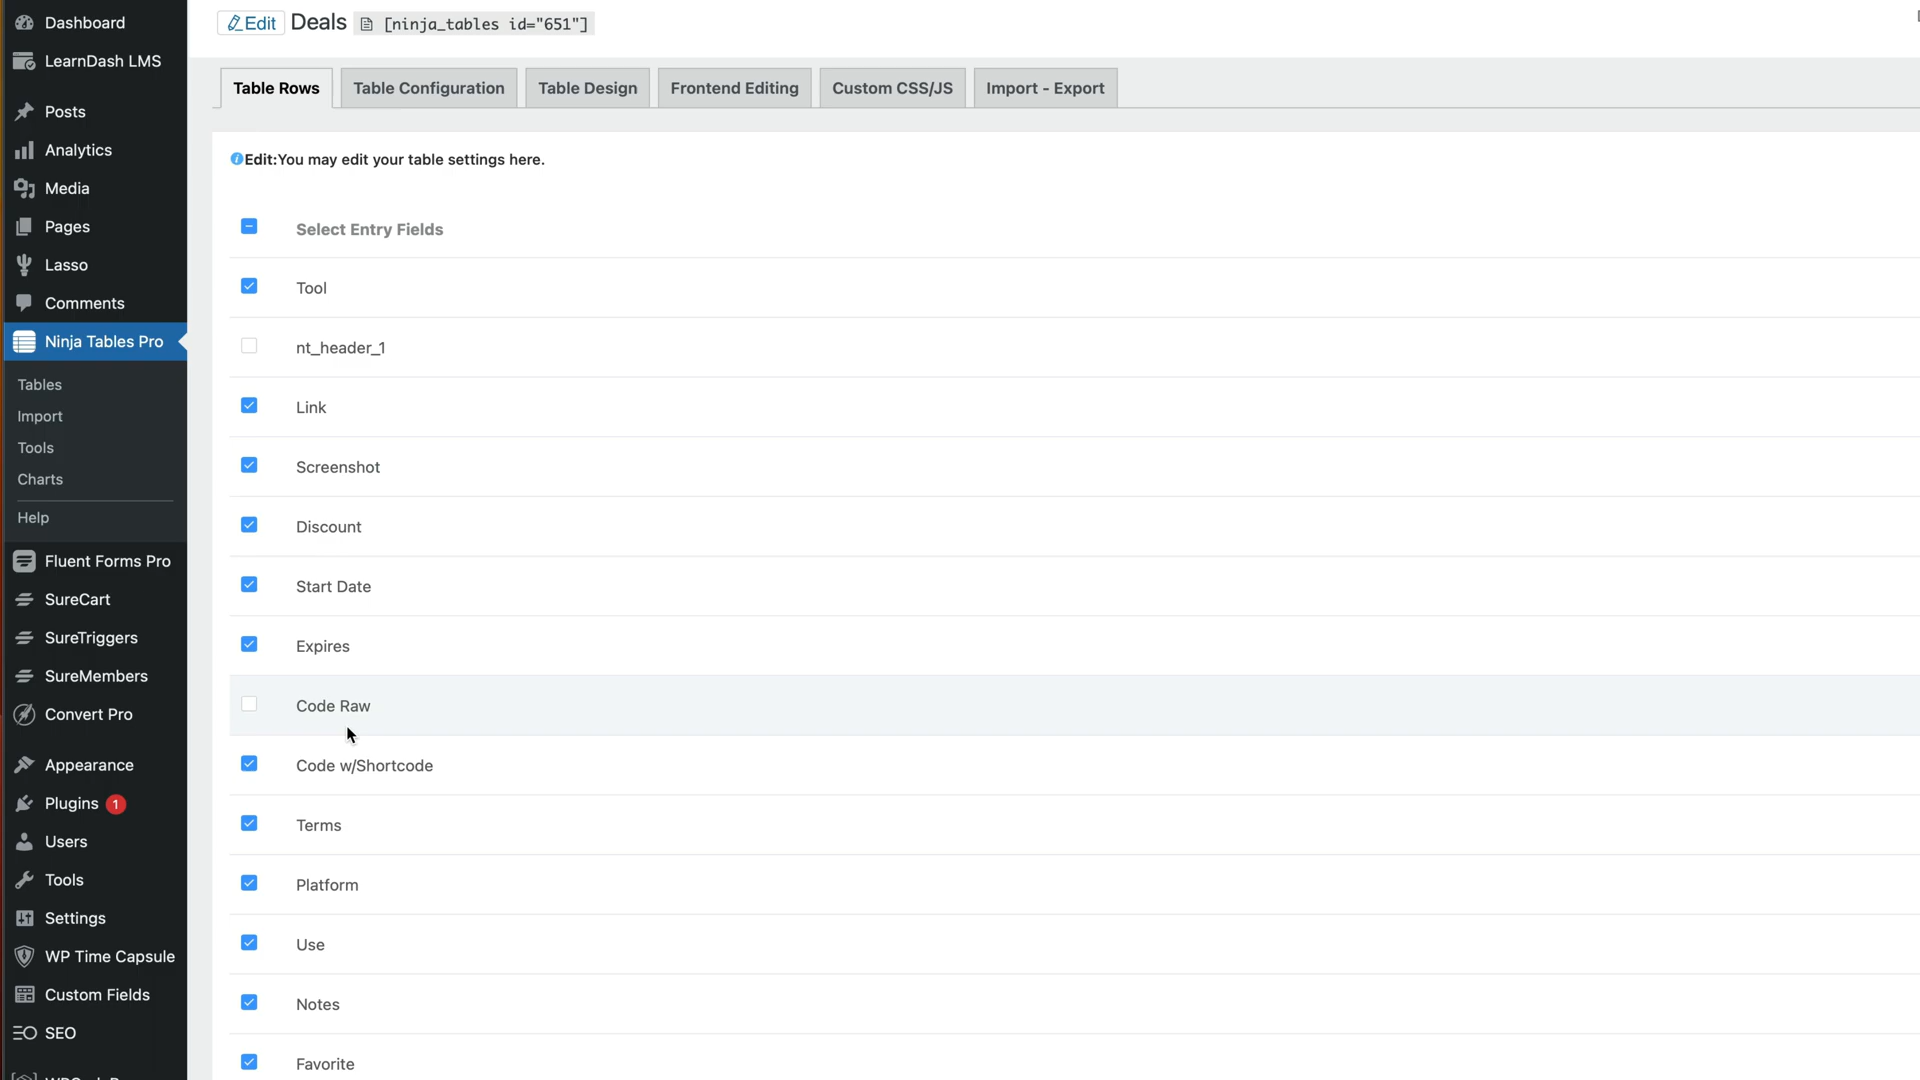 Dashboard
LearnDash LMS
Posts
Analytics
Media
Pages
Lasso
Comments
Ninja Tables Pro
Tables
Import
Tools
Charts
Help
Fluent Forms Pro
SureCart
SureTriggers
SureMembers
Convert Pro
Appearance
Plugins 1
Users
Tools
Settings
WP Time Capsule
Custom Fields
SEO
Edit Deals [ninja_tables id="651"]
Table Rows Table Configuration Table Design Frontend Editing Custom CSS/JS Import - Export
Edit:You may edit your table settings here.
Select Entry Fields
Tool
nt_header_1
Link
Screenshot
Discount
Start Date
Expires
Code Raw
Code w/Shortcode
Terms
Platform
Use
Notes
Favorite